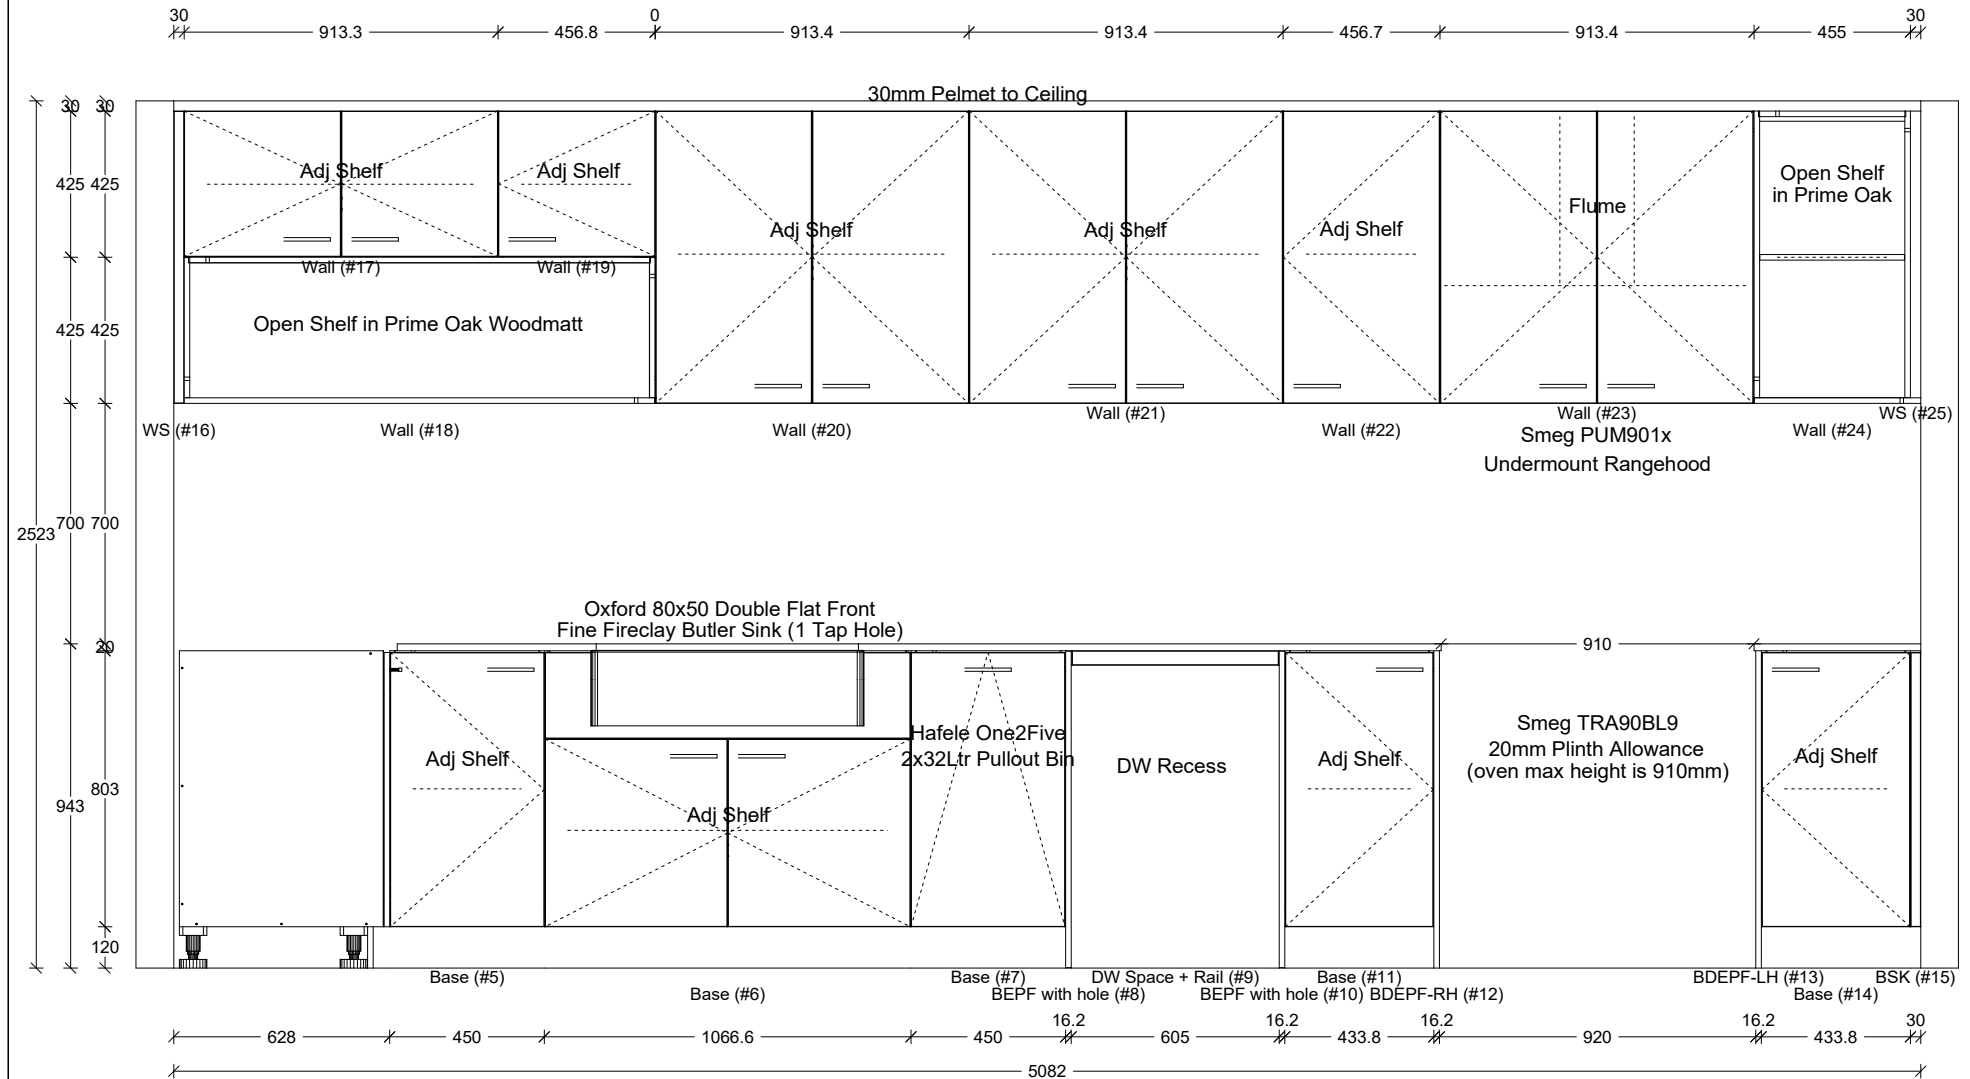 30 0 30
913.3 456.8 913.4 913.4 456.7 913.4 455
30mm Pelmet to Ceiling
30 30
425 425
425 425
700 700
2523
20
803
943
120
Adj Shelf
Adj Shelf
Adj Shelf
Adj Shelf
Adj Shelf
Flume
Open Shelf
in Prime Oak
Wall (#17)
Wall (#19)
Open Shelf in Prime Oak Woodmatt
WS (#16)
Wall (#18)
Wall (#20)
Wall (#21)
Wall (#22)
Wall (#23)
Smeg PUM901x
Undermount Rangehood
Wall (#24)
WS (#25)
Oxford 80x50 Double Flat Front
Fine Fireclay Butler Sink (1 Tap Hole)
910
Adj Shelf
Adj Shelf
Hafele One2Five
2x32Ltr Pullout Bin
DW Recess
Adj Shelf
Smeg TRA90BL9
20mm Plinth Allowance
(oven max height is 910mm)
Adj Shelf
Base (#5)
Base (#6)
Base (#7)
BEPF with hole (#8)
DW Space + Rail (#9)
BEPF with hole (#10)
Base (#11)
BDEPF-RH (#12)
BDEPF-LH (#13)
Base (#14)
BSK (#15)
16.2 16.2 16.2 16.2 30
628 450 1066.6 450 605 433.8 920 433.8
5082